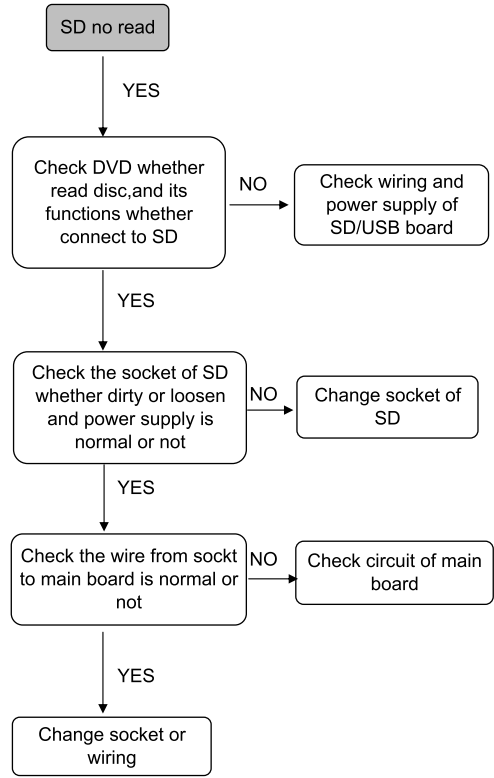 SD no read
YES
Check DVD whether
read disc,and its
functions whether
connect to SD
NO
Check wiring and
power supply of
SD/USB board
YES
Check the socket of SD
whether dirty or loosen
and power supply is
normal or not
NO
Change socket of
SD
YES
Check the wire from sockt
to main board is normal or
not
NO
Check circuit of main
board
YES
Change socket or
wiring